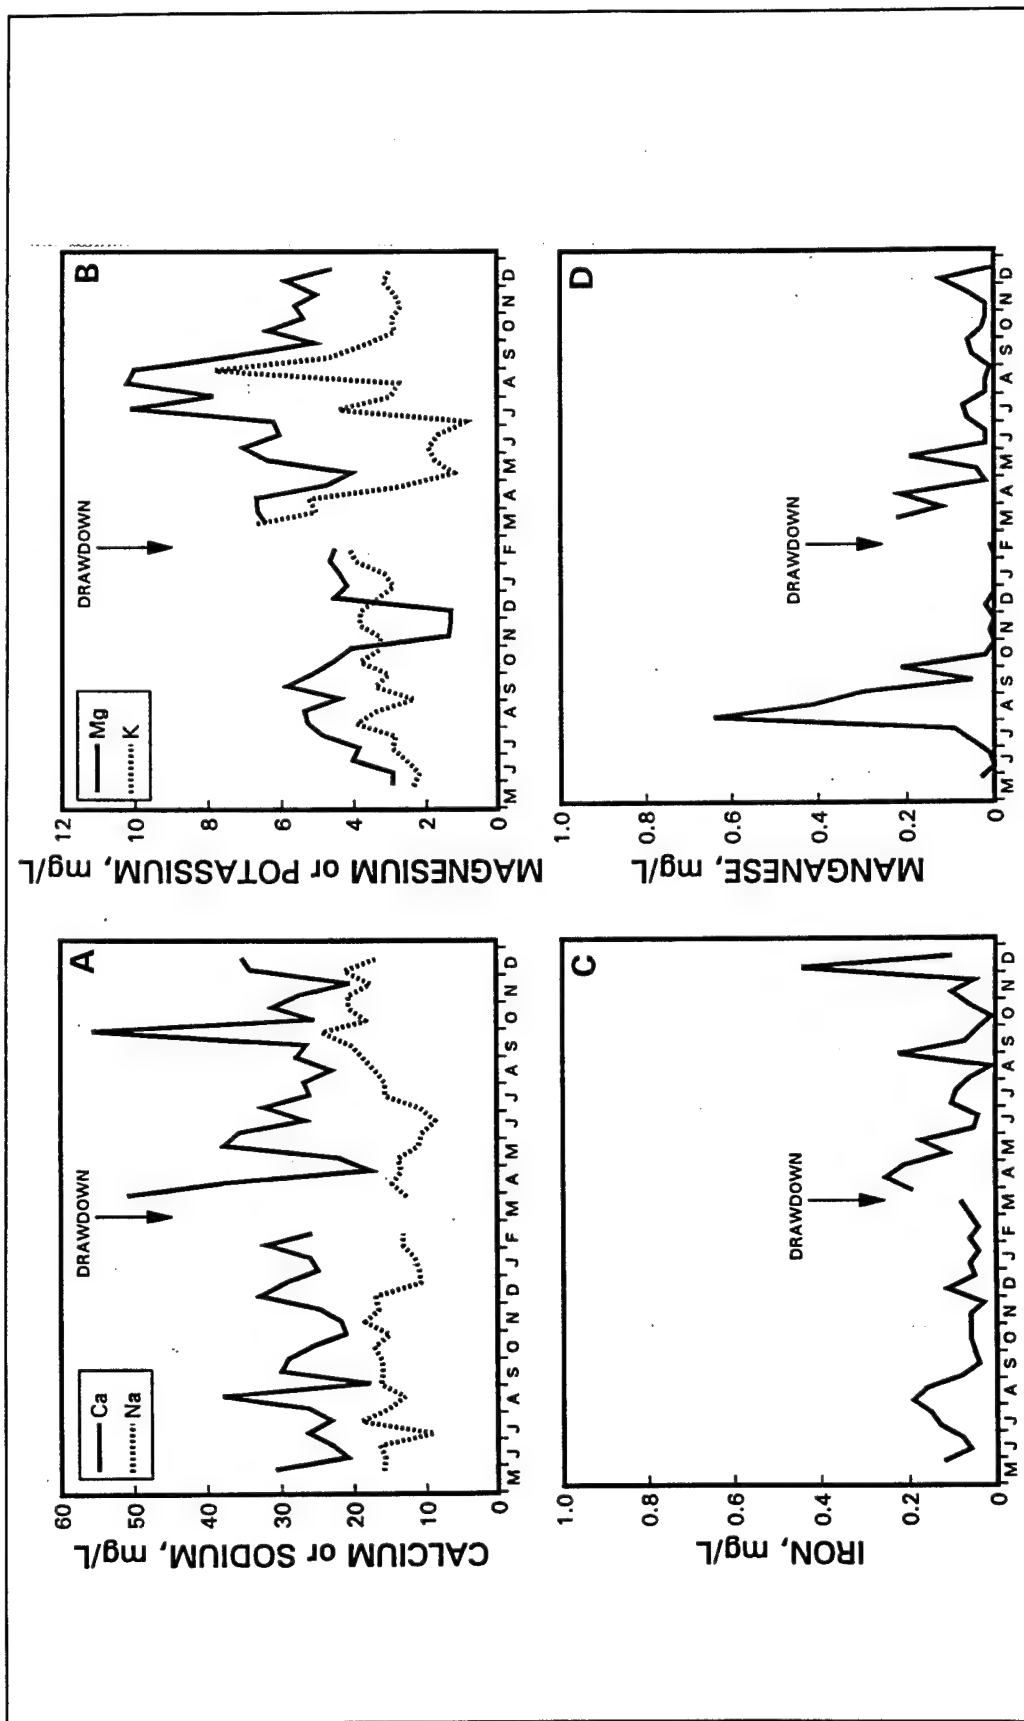 A
CALCIUM or SODIUM, mg/L
60
50
40
30
20
10
0
Ca
Na
DRAWDOWN
M J J A S O N D J F M A M J J A S O N D
B
MAGNESIUM or POTASSIUM, mg/L
12
10
8
6
4
2
0
Mg
K
DRAWDOWN
M J J A S O N D J F M A M J J A S O N D
C
IRON, mg/L
1.0
0.8
0.6
0.4
0.2
0
DRAWDOWN
M J J A S O N D J F M A M J J A S O N D
D
MANGANESE, mg/L
1.0
0.8
0.6
0.4
0.2
0
DRAWDOWN
M J J A S O N D J F M A M J J A S O N D